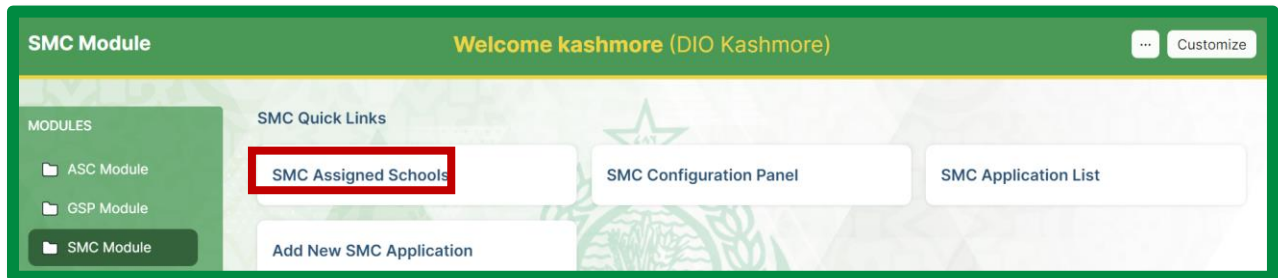 SMC Module
Welcome kashmore (DIO Kashmore)
... Customize
MODULES
ASC Module
GSP Module
SMC Module
SMC Quick Links
SMC Assigned Schools
SMC Configuration Panel
SMC Application List
Add New SMC Application